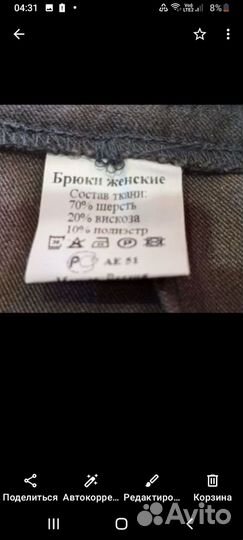 04:31
8%
Брюки женские
Состав ткани:
70% шерсть
20% вискоза
10% полиэстр
АЕ 51
Поделиться
Автокорре...
Редактиро...
Корзина
Avito